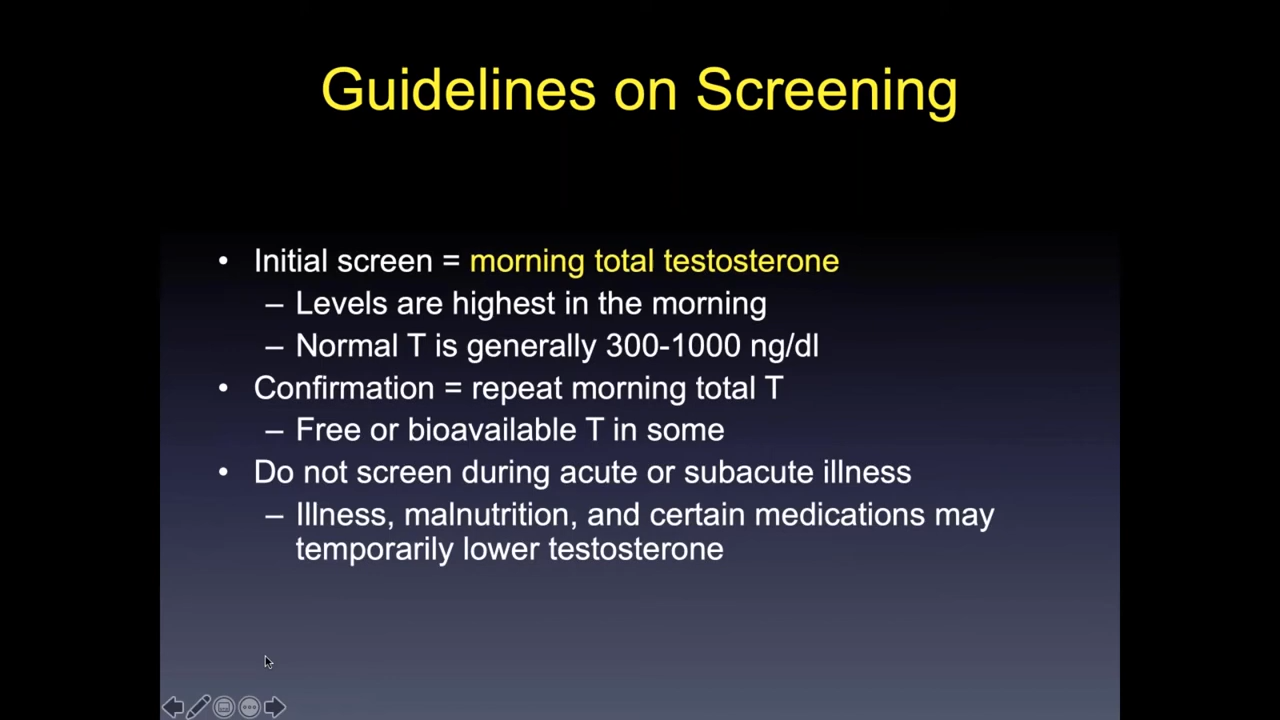 Guidelines on Screening
• Initial screen = morning total testosterone
– Levels are highest in the morning
– Normal T is generally 300-1000 ng/dl
• Confirmation = repeat morning total T
– Free or bioavailable T in some
• Do not screen during acute or subacute illness
– Illness, malnutrition, and certain medications may
temporarily lower testosterone